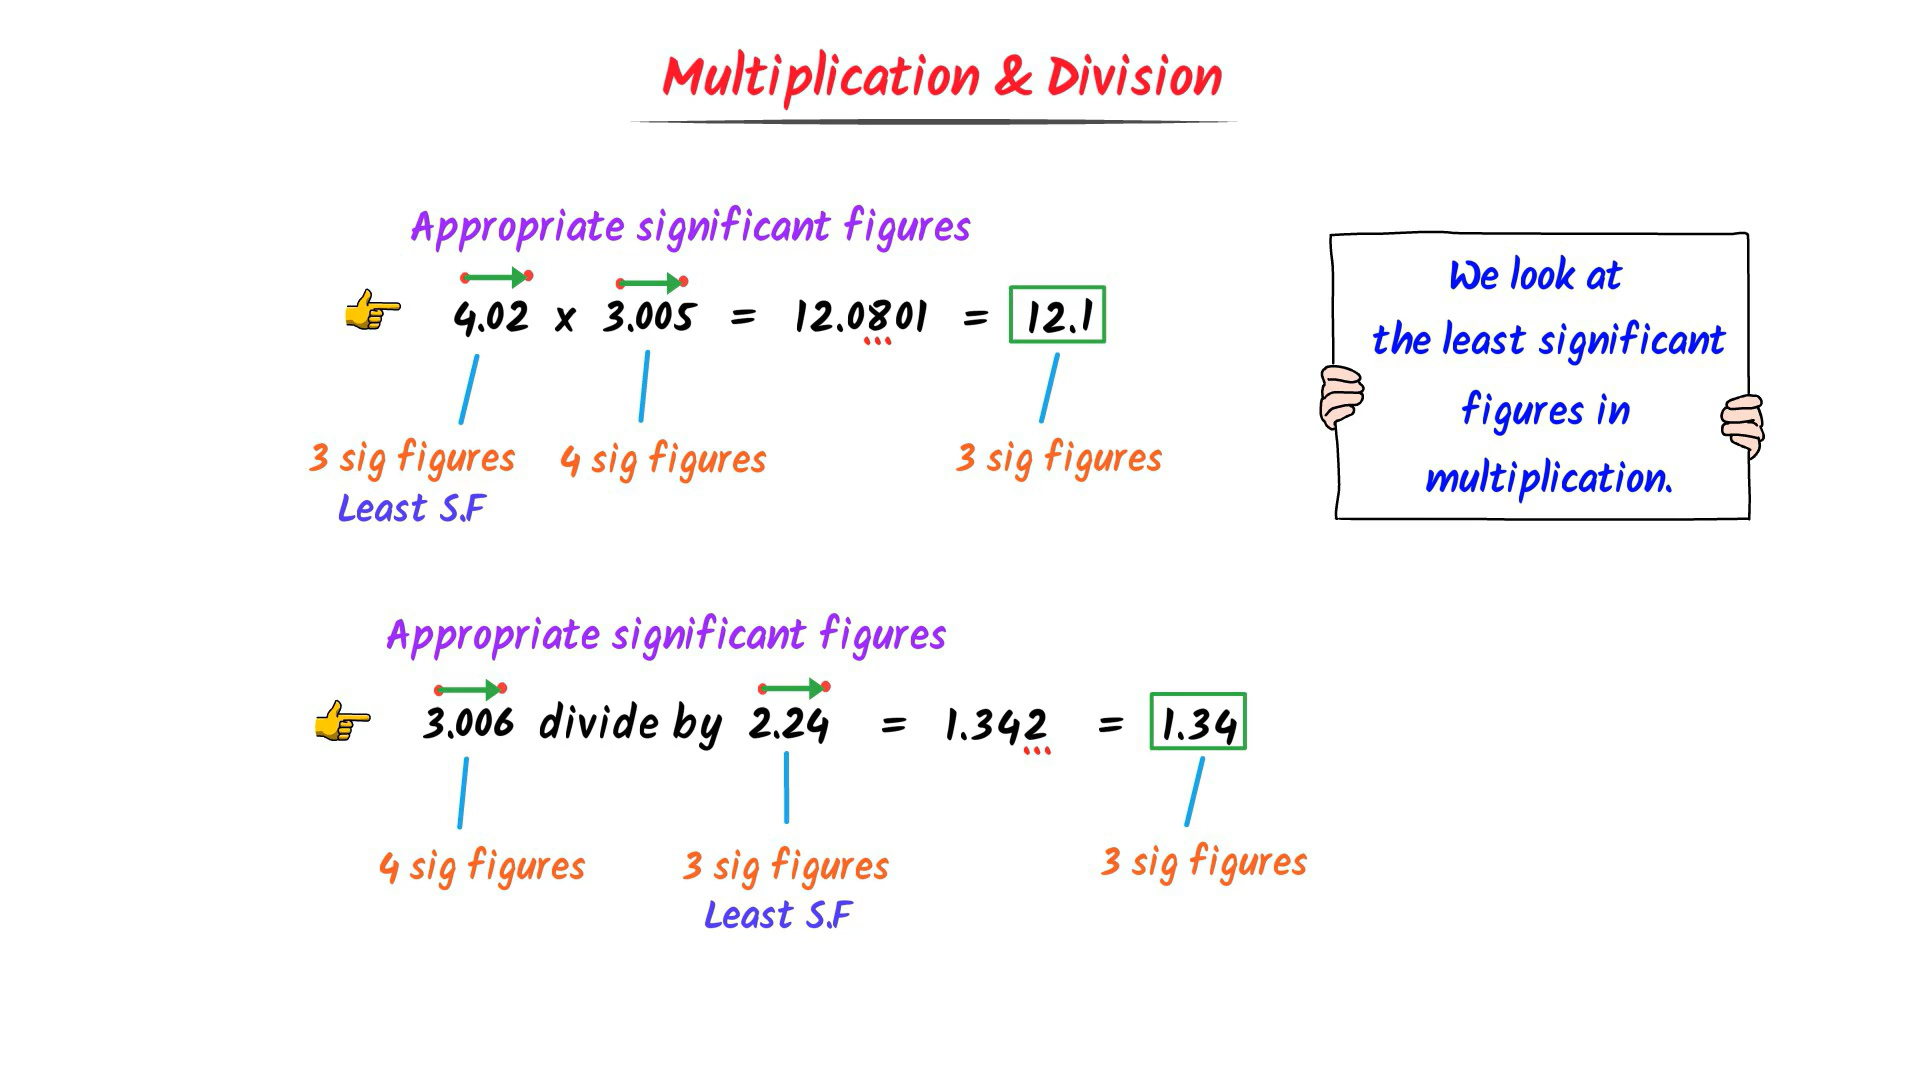 Multiplication & Division
Appropriate significant figures
4.02 x 3.005 = 12.0801 = 12.1
3 sig figures 4 sig figures 3 sig figures
Least S.F
We look at
the least significant
figures in
multiplication.
Appropriate significant figures
3.006 divide by 2.24 = 1.342 = 1.34
4 sig figures 3 sig figures 3 sig figures
Least S.F